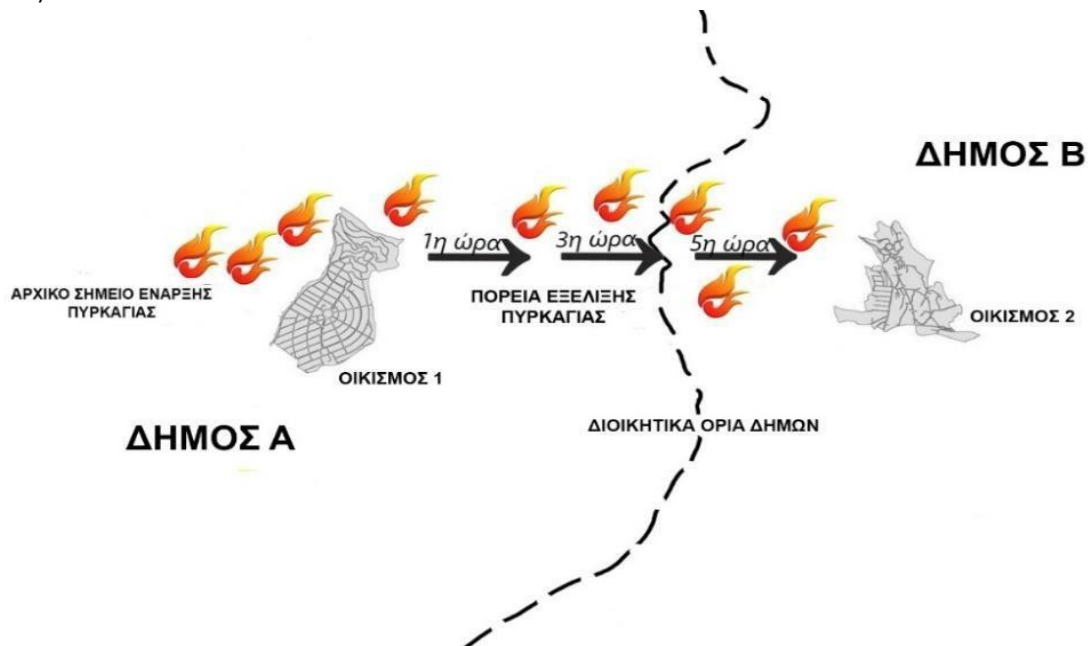 ΔΗΜΟΣ Β
1η ώρα
3η ώρα
5η ώρα
ΑΡΧΙΚΟ ΣΗΜΕΙΟ ΕΝΑΡΞΗΣ
ΠΥΡΚΑΓΙΑΣ
ΠΟΡΕΙΑ ΕΞΕΛΙΞΗΣ
ΠΥΡΚΑΓΙΑΣ
ΟΙΚΙΣΜΟΣ 2
ΟΙΚΙΣΜΟΣ 1
ΔΙΟΙΚΗΤΙΚΑ ΟΡΙΑ ΔΗΜΩΝ
ΔΗΜΟΣ Α